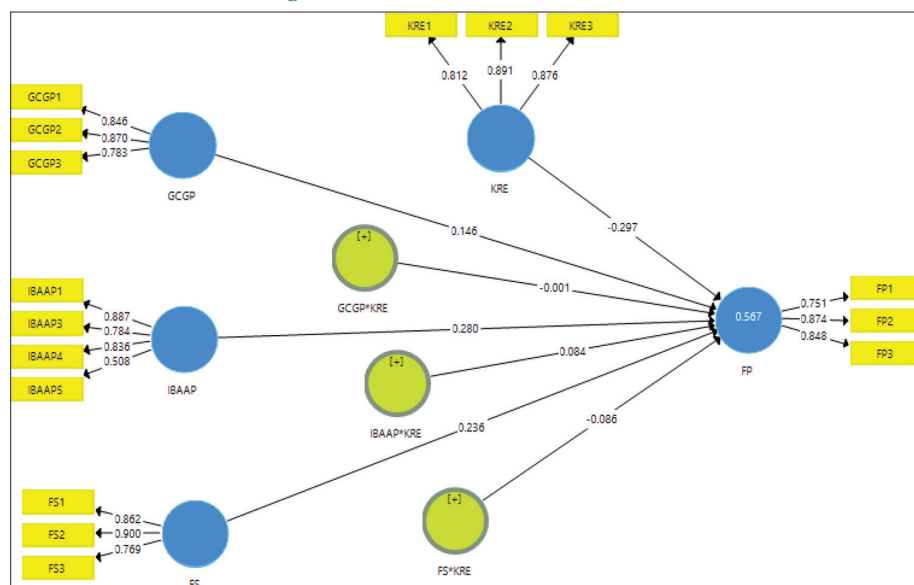 KRE1
KRE2
KRE3
0.812
0.891
0.876
KRE
GCGP1
GCGP2
GCGP3
0.846
0.870
0.783
GCGP
-0.297
0.146
[+]
GCGP*KRE
-0.001
IBAAP1
IBAAP3
IBAAP4
IBAAP5
0.887
0.784
0.836
0.508
IBAAP
0.280
[+]
IBAAP*KRE
0.084
0.567
FP
0.751
0.874
0.848
FP1
FP2
FP3
0.236
-0.086
FS1
FS2
FS3
0.862
0.900
0.769
FS
[+]
FS*KRE